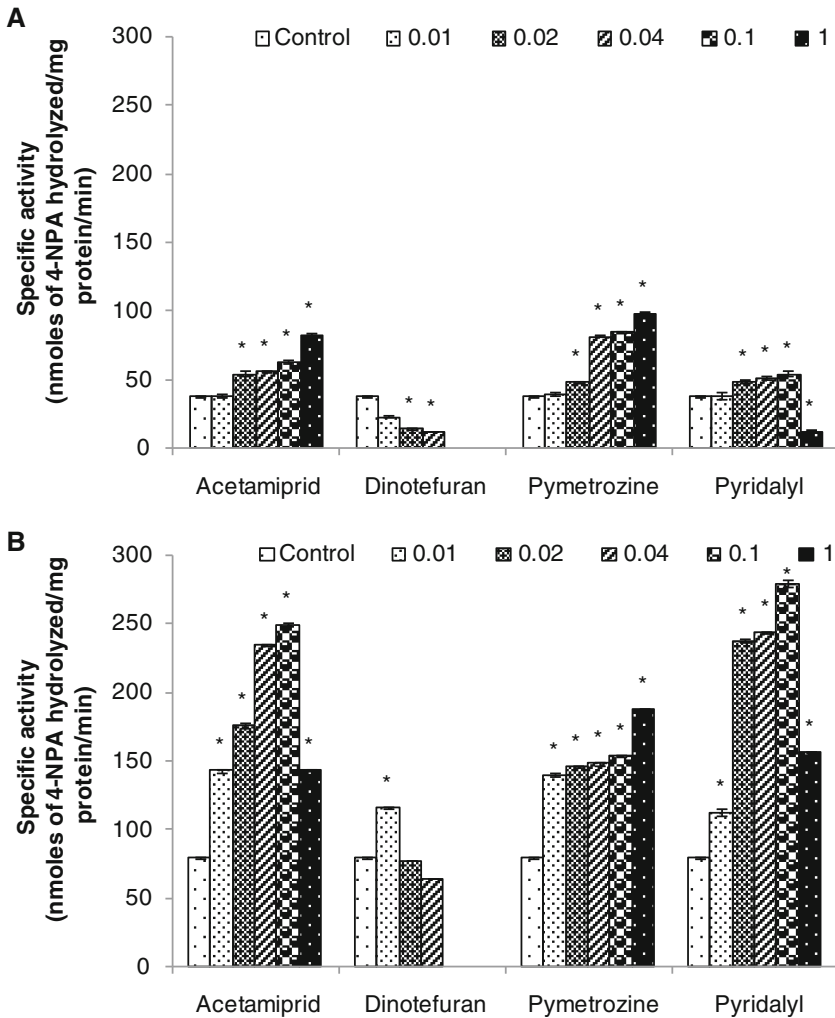 A
Control 0.01 0.02 0.04 0.1 1
300
250
200
150
100
50
0
Specific activity
(nmoles of 4-NPA hydrolyzed/mg
protein/min)
* * * *
* *
* * * *
* * * *
Acetamiprid Dinotefuran Pymetrozine Pyridalyl
B
Control 0.01 0.02 0.04 0.1 1
300
250
200
150
100
50
0
Specific activity
(nmoles of 4-NPA hydrolyzed/mg
protein/min)
* * * * *
*
* * * * *
* * * * *
Acetamiprid Dinotefuran Pymetrozine Pyridalyl